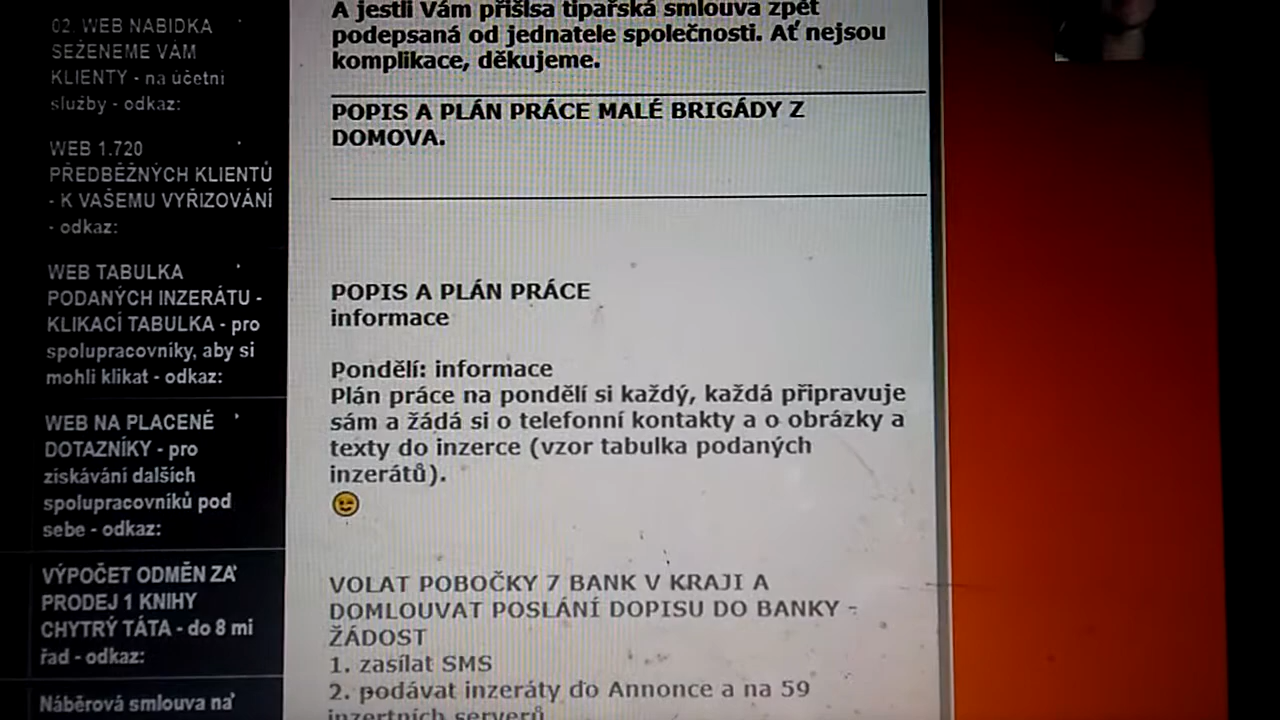 02. WEB NABIDKA
SEŽENEME VÁM
KLIENTY - na účetní
služby - odkaz:
WEB 1.720
PŘEDBĚŽNÝCH KLIENTŮ
- K VAŠEMU VYŘIZOVÁNÍ
- odkaz:
WEB TABULKA
PODANÝCH INZERÁTU -
KLIKACÍ TABULKA - pro
spolupracovníky, aby si
mohli klikat - odkaz:
WEB NA PLACENÉ
DOTAZNÍKY - pro
získávání dalších
spolupracovníků pod
sebe - odkaz:
VÝPOČET ODMĚN ZA
PRODEJ 1 KNIHY
CHYTRÝ TÁTA - do 8 mi
řad - odkaz:
Náběrová smlouva na
A jestli Vám přišlsa tipařská smlouva zpět
podepsaná od jednatele společnosti. Ať nejsou
komplikace, děkujeme.
POPIS A PLÁN PRÁCE MALÉ BRIGÁDY Z
DOMOVA.
POPIS A PLÁN PRÁCE
informace
Pondělí: informace
Plán práce na pondělí si každý, každá připravuje
sám a žádá si o telefonní kontakty a o obrázky a
texty do inzerce (vzor tabulka podaných
inzerátů).
VOLAT POBOČKY 7 BANK V KRAJI A
DOMLOUVAT POSLÁNÍ DOPISU DO BANKY -
ŽÁDOST
1. zasílat SMS
2. podávat inzeráty do Annonce a na 59
inzertních serverů